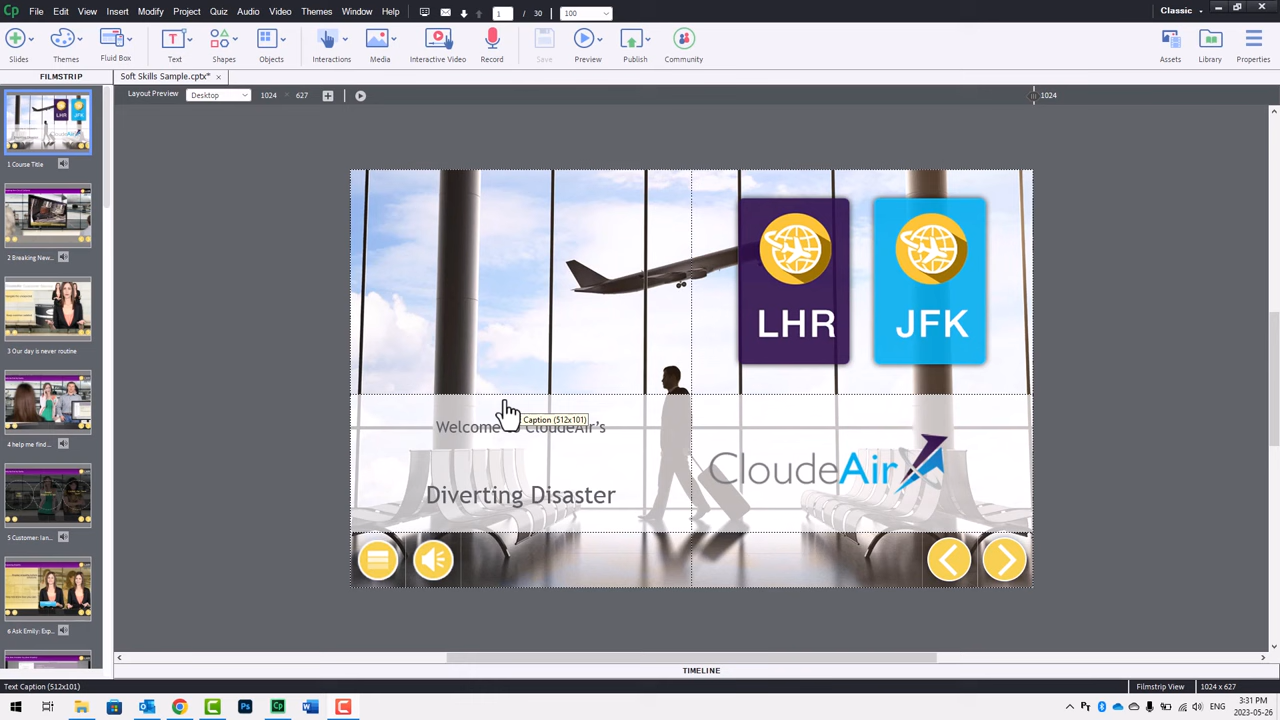 Cp File Edit View Insert Modify Project Quiz Audio Video Themes Window Help 1 / 30 100 Classic
Slides Themes Fluid Box Text Shapes Objects Interactions Media Interactive Video Record Save Preview Publish Community Assets Library Properties
FILMSTRIP Soft Skills Sample.cptx*
Layout Preview Desktop 1024 627 1024
1 Course Title
2 Breaking New...
3 Our day is never routine
4 help me find...
5 Customer: Ian...
6 Ask Emily: Exp...
LHR JFK
Caption (512x101)
Welcome CloudeAir's
Diverting Disaster
CloudeAir
TIMELINE
Text Caption (512x101) Filmstrip View 1024 x 627
ENG 3:31 PM
2023-05-26